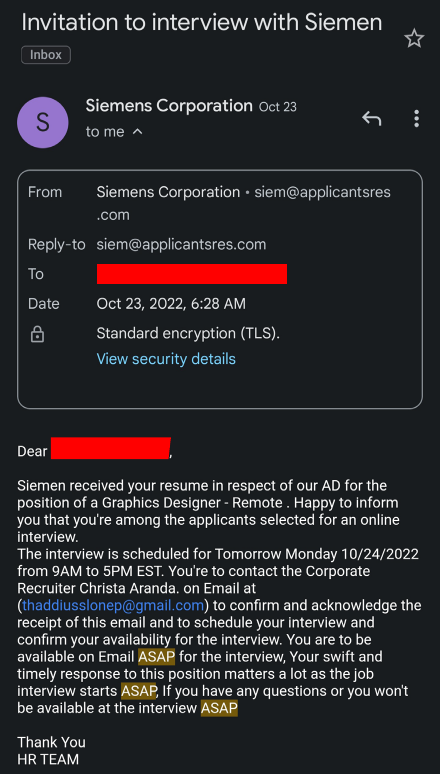 Invitation to interview with Siemen
Inbox
S
Siemens Corporation Oct 23
to me
From Siemens Corporation • siem@applicantsres
.com
Reply-to siem@applicantsres.com
To
Date Oct 23, 2022, 6:28 AM
Standard encryption (TLS).
View security details
Dear ,
Siemen received your resume in respect of our AD for the
position of a Graphics Designer - Remote . Happy to inform
you that you're among the applicants selected for an online
interview.
The interview is scheduled for Tomorrow Monday 10/24/2022
from 9AM to 5PM EST. You're to contact the Corporate
Recruiter Christa Aranda. on Email at
(thaddiusslonep@gmail.com) to confirm and acknowledge the
receipt of this email and to schedule your interview and
confirm your availability for the interview. You are to be
available on Email ASAP for the interview, Your swift and
timely response to this position matters a lot as the job
interview starts ASAP, If you have any questions or you won't
be available at the interview ASAP
Thank You
HR TEAM